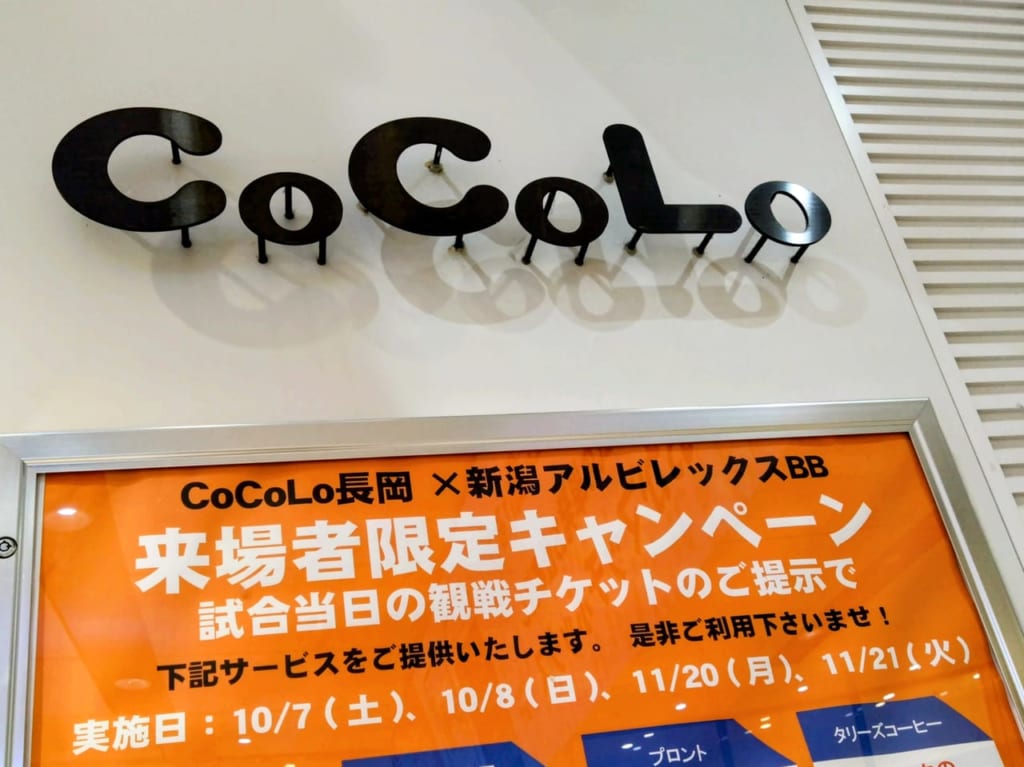 CoCoLo
CoCoLo長岡 ×新潟アルビレックスBB
来場者限定キャンペーン
試合当日の観戦チケットのご提示で
下記サービスをご提供いたします。 是非ご利用下さいませ！
実施日：10/7(土)、10/8(日)、11/20(月)、11/21(火)
プロント
タリーズコーヒー